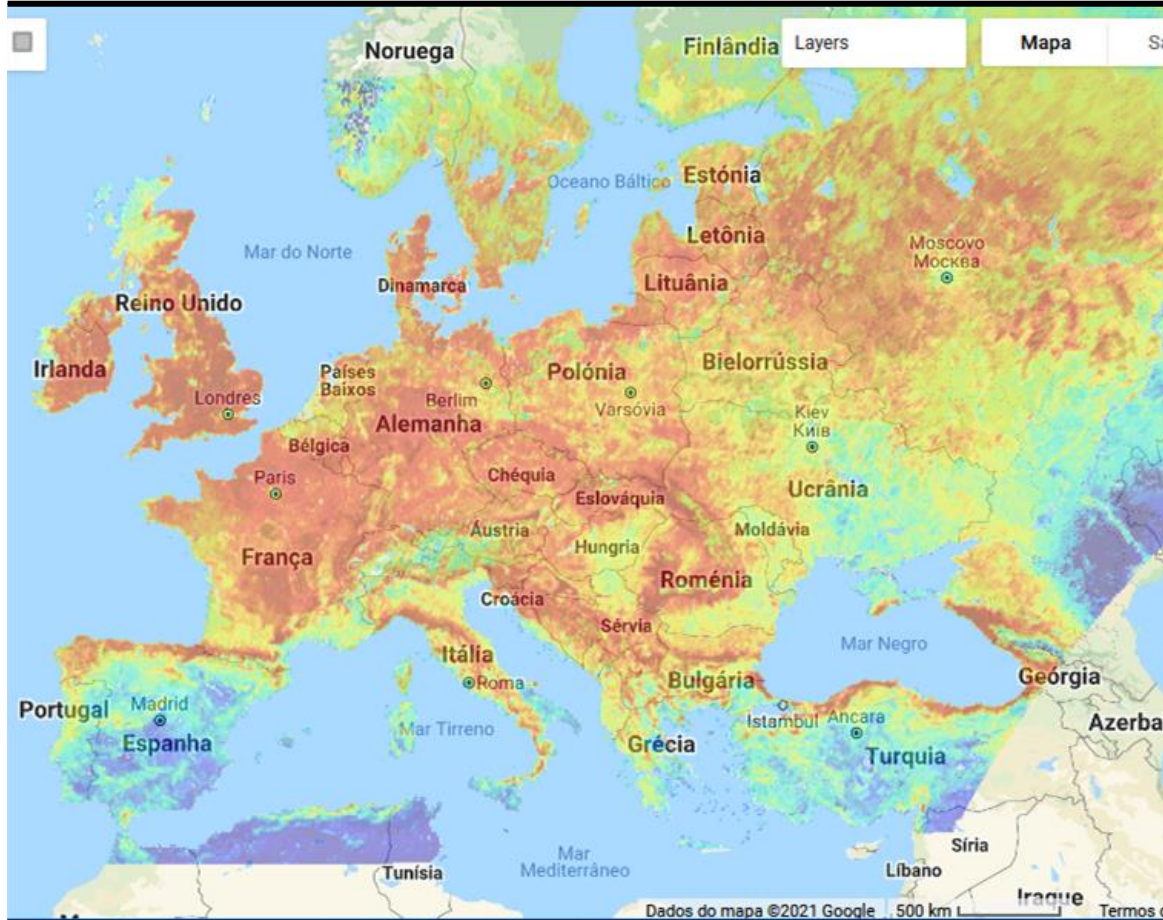 Noruega
Finlândia
Layers
Mapa
Estónia
Oceano Báltico
Letônia
Mar do Norte
Moscovo
Москва
Dinamarca
Lituânia
Reino Unido
Irlanda
Países
Baixos
Polónia
Bielorrússia
Londres
Berlim
Varsóvia
Alemanha
Kiev
Київ
Bélgica
Paris
Chéquia
Ucrânia
Eslováquia
Áustria
Moldávia
França
Hungria
Roménia
Croácia
Sérvia
Mar Negro
Itália
Bulgária
Geórgia
Roma
Portugal
Madrid
Istambul
Ancara
Azerba
Mar Tirreno
Espanha
Grécia
Turquia
Síria
Mar
Mediterrâneo
Tunísia
Líbano
Iraque
Dados do mapa ©2021 Google
500 km
Termos